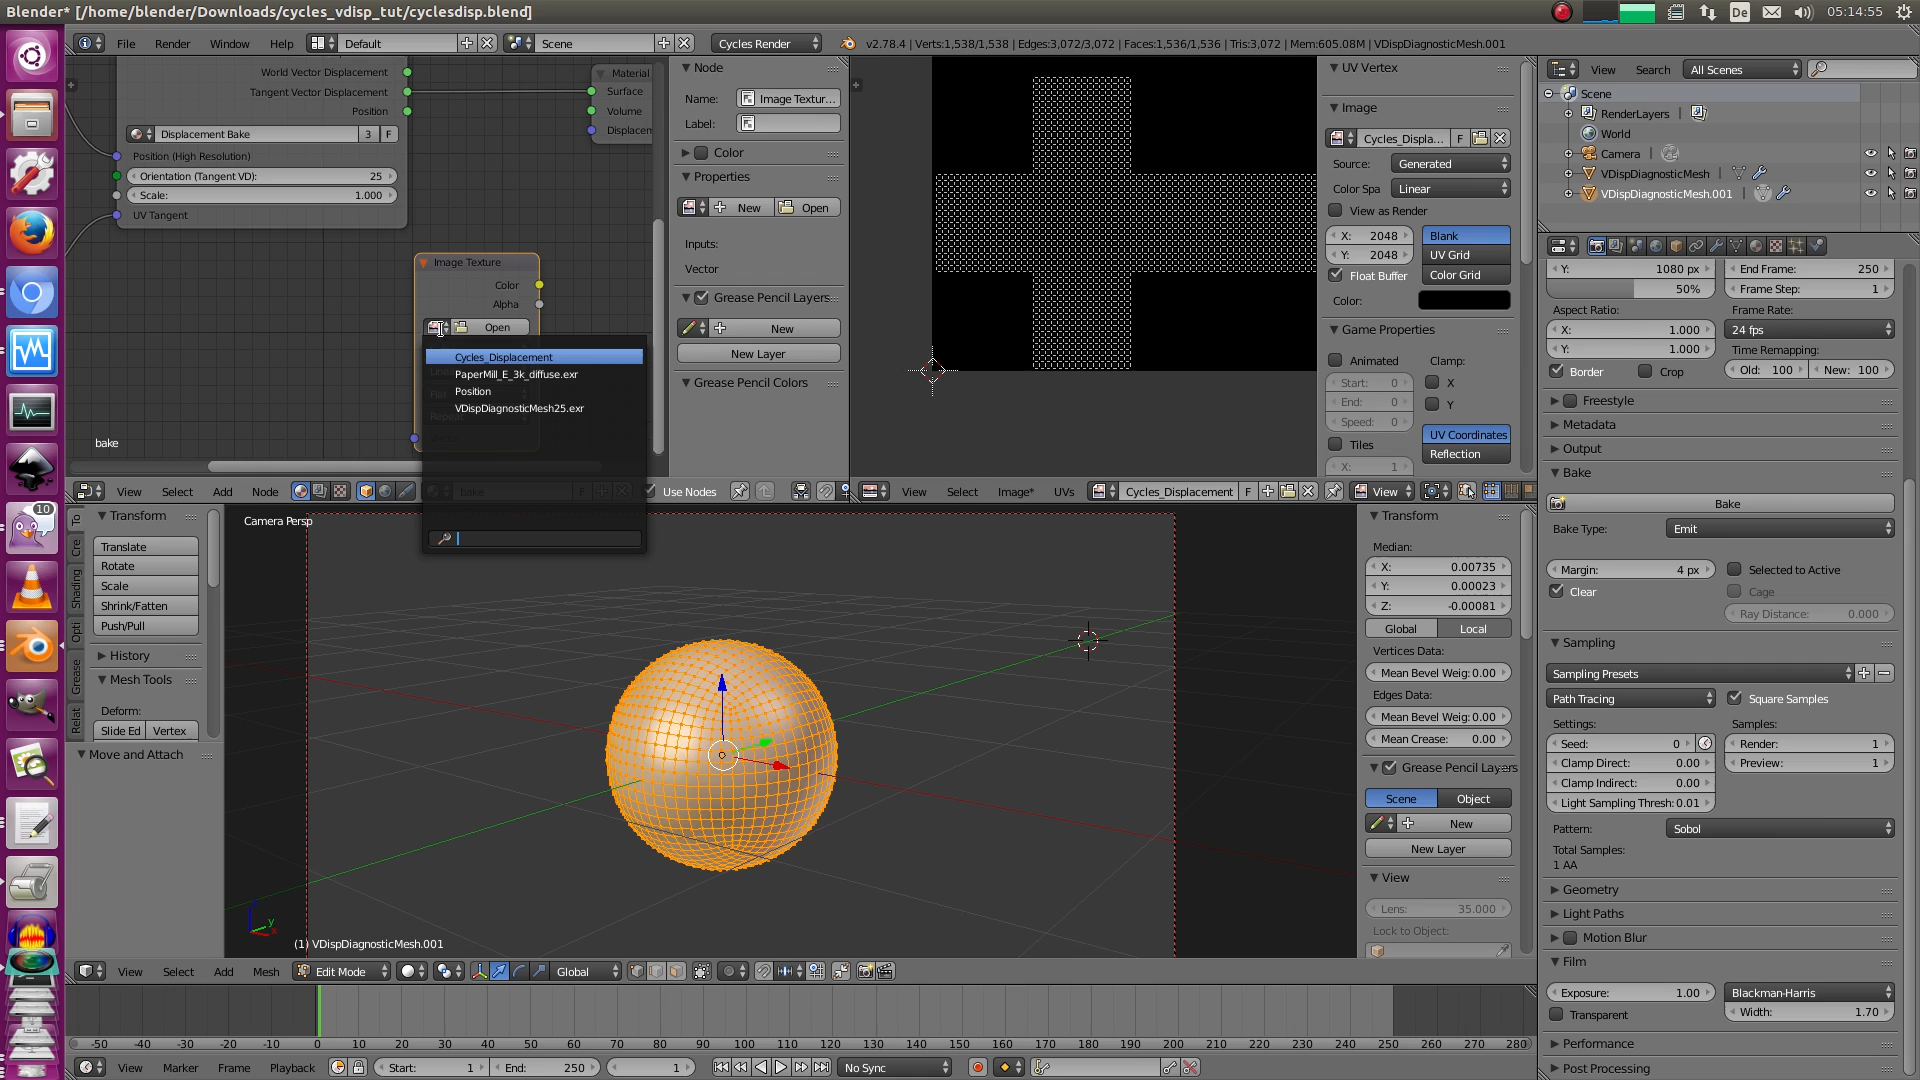 Blender* [/home/blender/Downloads/cycles_vdisp_tut/cyclesdisp.blend]
De
05:14:55
File Render Window Help
Default
Scene
Cycles Render
v2.78.4 | Verts:1,538/1,538 | Edges:3,072/3,072 | Faces:1,536/1,536 | Tris:3,072 | Mem:605.08M | VDispDiagnosticMesh.001
World Vector Displacement
Tangent Vector Displacement
Position
Displacement Bake 3 F
Position (High Resolution)
Orientation (Tangent VD): 25
Scale: 1.000
UV Tangent
Material
Surface
Volume
Displacem
Image Texture
Color
Alpha
Open
Cycles_Displacement
PaperMill_E_3k_diffuse.exr
Position
VDispDiagnosticMesh25.exr
bake
View Select Add Node
bake F
Use Nodes
Node
Name: Image Textur...
Label:
Color
Properties
New Open
Inputs:
Vector
Grease Pencil Layers
New
New Layer
Grease Pencil Colors
UV Vertex
Image
Cycles_Displa... F
Source: Generated
Color Spa Linear
View as Render
X: 2048
Y: 2048
Float Buffer
Blank
UV Grid
Color Grid
Color:
Game Properties
Animated
Start: 0
End: 0
Speed: 0
Tiles
X: 1
Clamp:
X
Y
UV Coordinates
Reflection
View Select Image* UVs
Cycles_Displacement F
View
View Search All Scenes
Scene
RenderLayers
World
Camera
VDispDiagnosticMesh
VDispDiagnosticMesh.001
Y: 1080 px
50%
Aspect Ratio:
X: 1.000
Y: 1.000
Border Crop
End Frame: 250
Frame Step: 1
Frame Rate:
24 fps
Time Remapping:
Old: 100 New: 100
Freestyle
Metadata
Output
Bake
Bake
Bake Type: Emit
Margin: 4 px
Clear
Selected to Active
Cage
Ray Distance: 0.000
Sampling
Sampling Presets
Path Tracing
Square Samples
Settings:
Seed: 0
Clamp Direct: 0.00
Clamp Indirect: 0.00
Light Sampling Thresh: 0.01
Samples:
Render: 1
Preview: 1
Pattern: Sobol
Total Samples:
1 AA
Geometry
Light Paths
Motion Blur
Film
Exposure: 1.00
Transparent
Blackman-Harris
Width: 1.70
Performance
Post Processing
10
To
Cre
Shading
Opti
Grease
Relat
Transform
Translate
Rotate
Scale
Shrink/Fatten
Push/Pull
History
Mesh Tools
Deform:
Slide Ed Vertex
Move and Attach
Camera Persp
y
x
(1) VDispDiagnosticMesh.001
Transform
Median:
X: 0.00735
Y: 0.00023
Z: -0.00081
Global Local
Vertices Data:
Mean Bevel Weig: 0.00
Edges Data:
Mean Bevel Weig: 0.00
Mean Crease: 0.00
Grease Pencil Layers
Scene Object
New
New Layer
View
Lens: 35.000
Lock to Object:
View Select Add Mesh
Edit Mode
Global
-50 -40 -30 -20 -10 0 10 20 30 40 50 60 70 80 90 100 110 120 130 140 150 160 170 180 190 200 210 220 230 240 250 260 270 280
View Marker Frame Playback
Start: 1
End: 250
1
No Sync